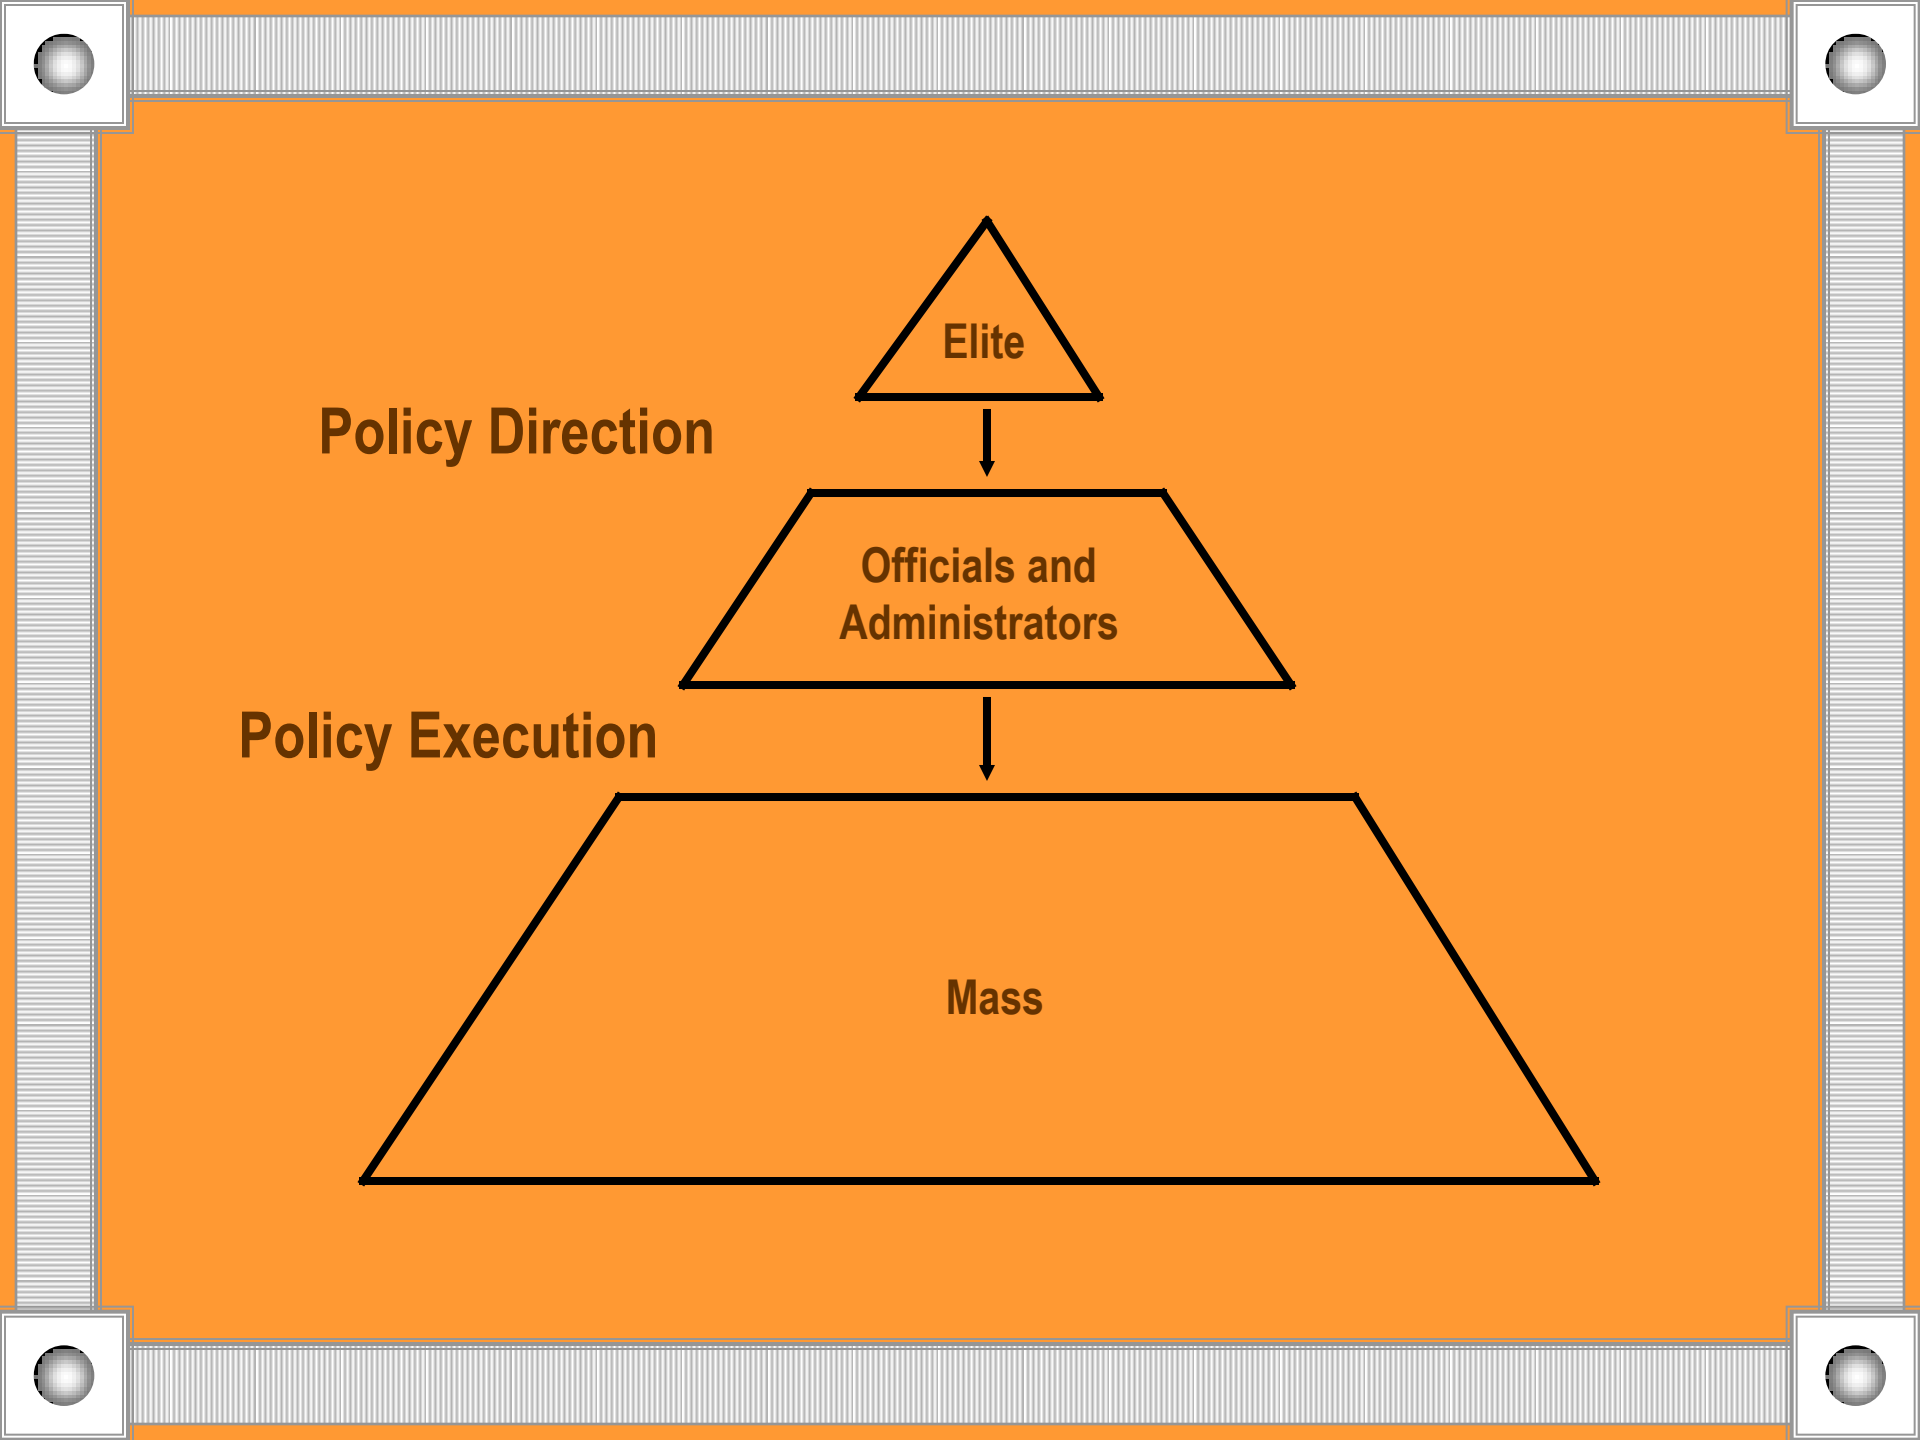 Elite
Policy Direction
Officials and
Administrators
Policy Execution
Mass